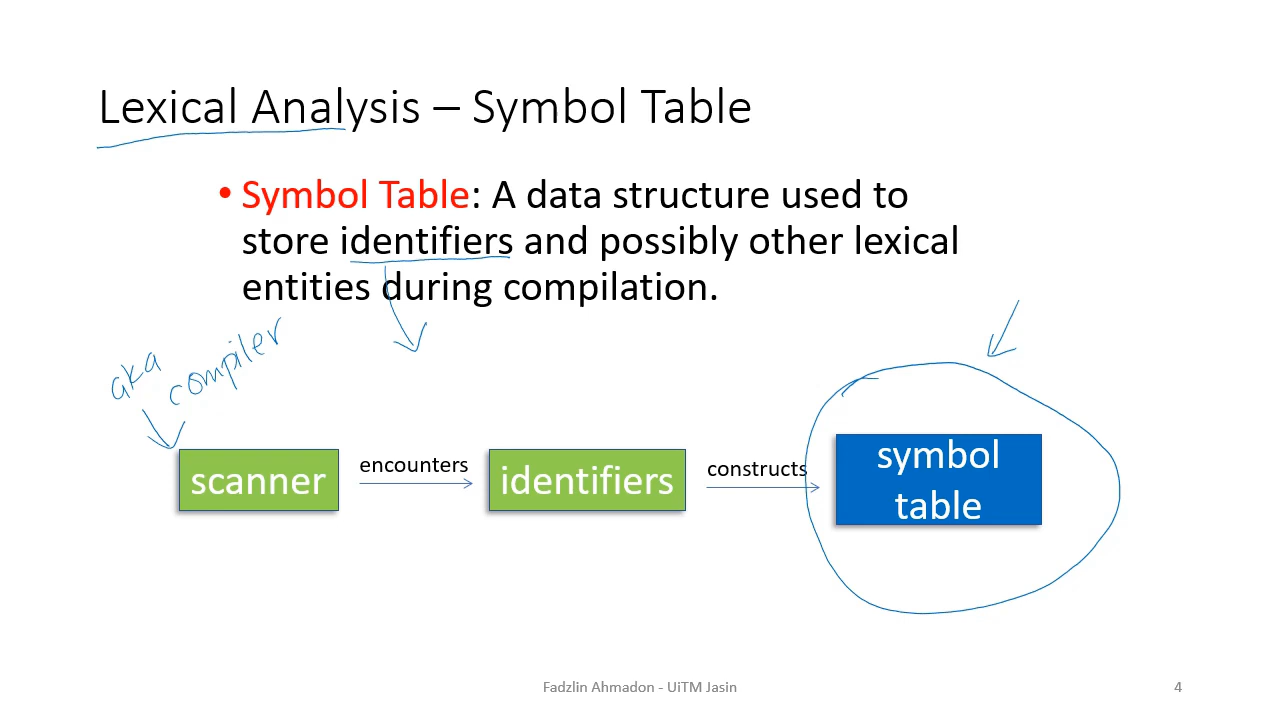 Lexical Analysis – Symbol Table
• Symbol Table: A data structure used to
store identifiers and possibly other lexical
entities during compilation.
aka
compiler
scanner
encounters
identifiers
constructs
symbol
table
Fadzlin Ahmadon - UiTM Jasin
4